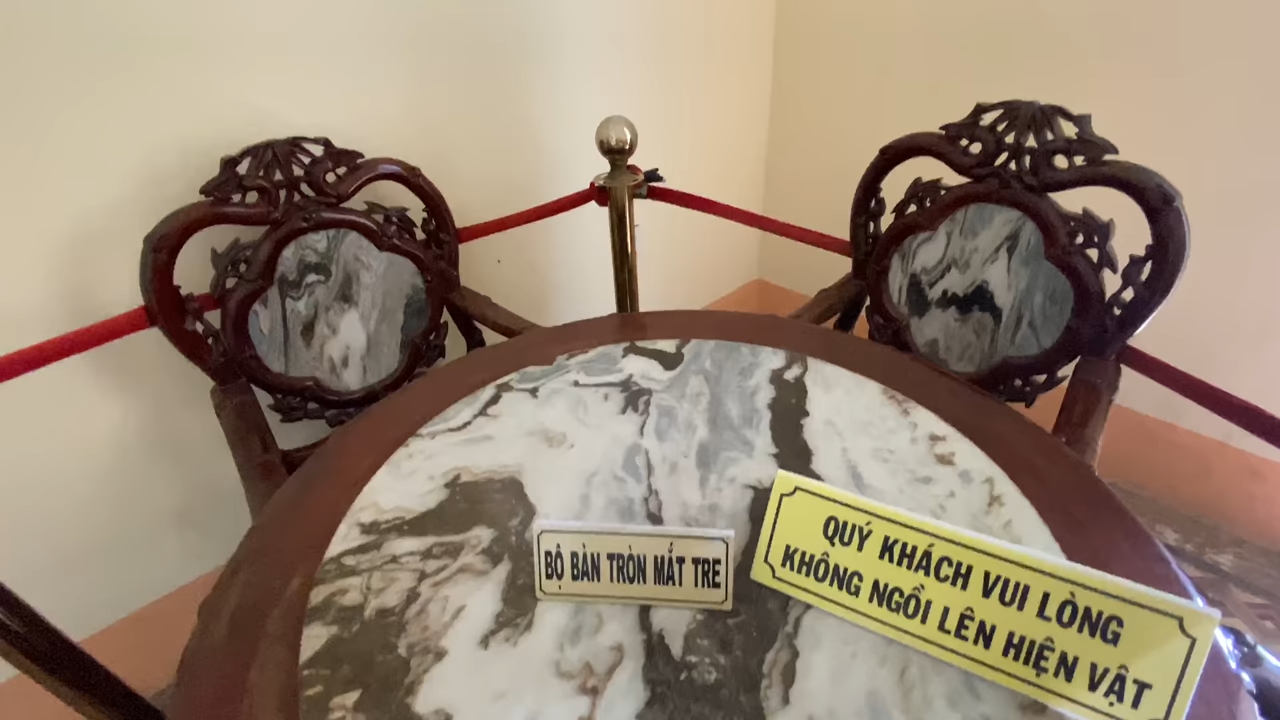 BỘ BÀN TRÒN MẮT TRE
QUÝ KHÁCH VUI LÒNG
KHÔNG NGỒI LÊN HIỆN VẬT